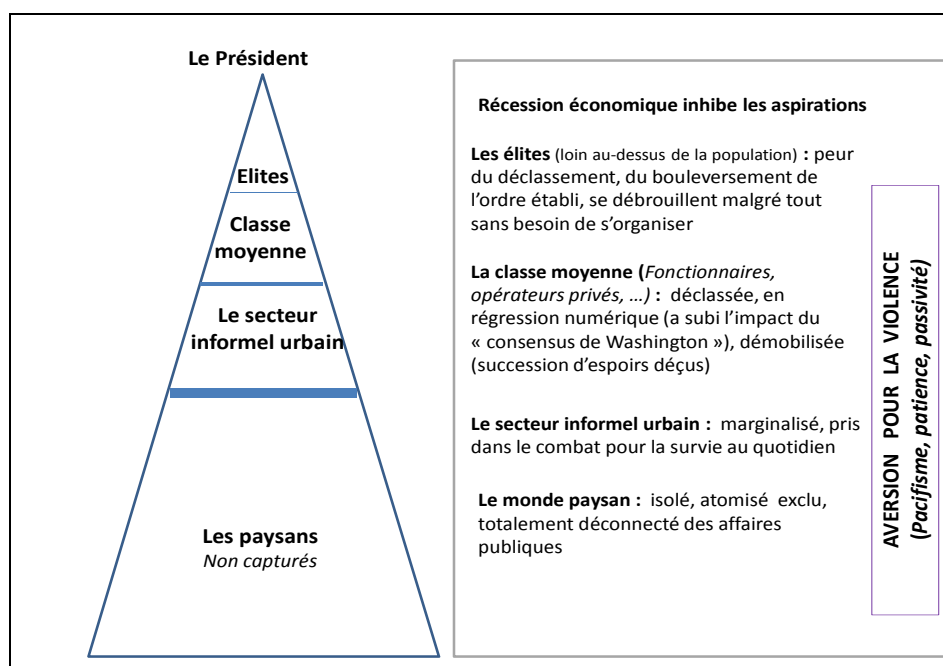 Le Président
Elites
Classe
moyenne
Le secteur
informel urbain
Les paysans
Non capturés
Récession économique inhibe les aspirations
Les élites (loin au-dessus de la population) : peur
du déclassement, du bouleversement de
l'ordre établi, se débrouillent malgré tout
sans besoin de s'organiser
La classe moyenne (Fonctionnaires,
opérateurs privés, ...) : déclassée, en
régression numérique (a subi l'impact du
« consensus de Washington »), démobilisée
(succession d'espoirs déçus)
Le secteur informel urbain : marginalisé, pris
dans le combat pour la survie au quotidien
Le monde paysan : isolé, atomisé exclu,
totalement déconnecté des affaires
publiques
AVERSION POUR LA VIOLENCE
(Pacifisme, patience, passivité)